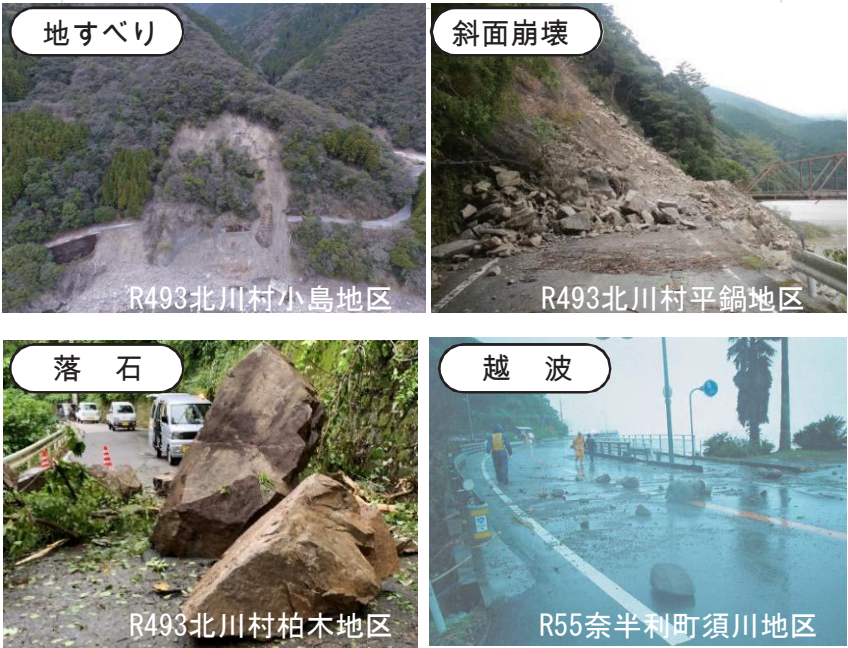 地すべり
斜面崩壊
R493北川村小島地区
R493北川村平鍋地区
落 石
越 波
R493北川村柏木地区
R55奈半利町須川地区